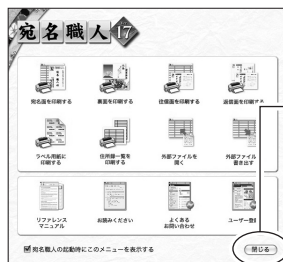 宛名職人 17
宛名面を印刷する
裏面を印刷する
往信面を印刷する
返信面を印刷する
ラベル用紙に
印刷する
住所録一覧を
印刷する
外部ファイルを
開く
外部ファイル
書き出す
リファレンス
マニュアル
お読みください
よくある
お問い合わせ
ユーザー登録
宛名職人の起動時にこのメニューを表示する
閉じる